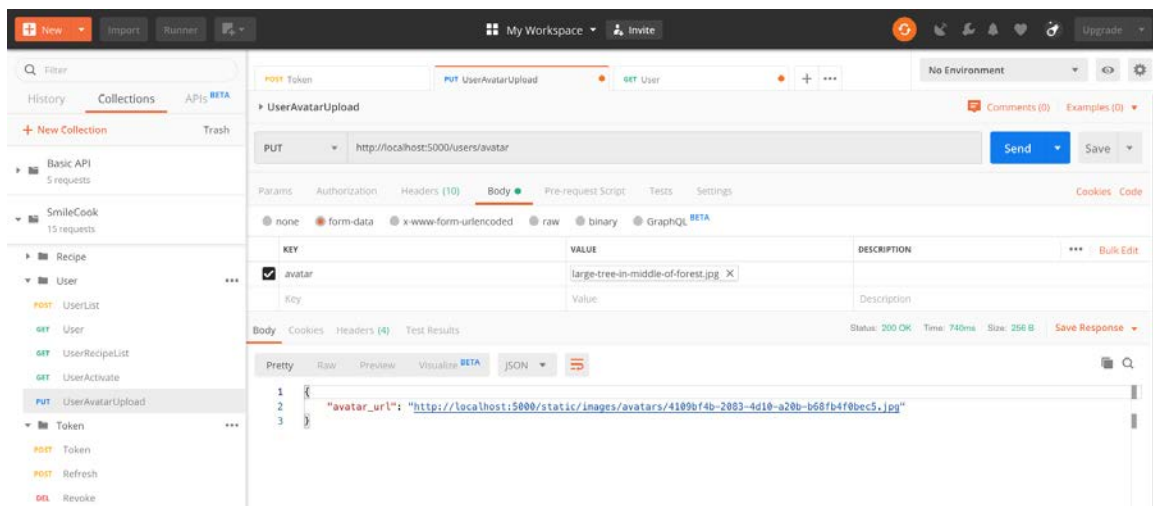 New Import Runner My Workspace Invite Upgrade
Filter
History Collections APIs BETA
+ New Collection Trash
Basic API
5 requests
SmileCook
15 requests
Recipe
User
POST UserList
GET User
GET UserRecipeList
GET UserActivate
PUT UserAvatarUpload
Token
POST Token
POST Refresh
DEL Revoke
POST Token PUT UserAvatarUpload GET User + ••• No Environment
UserAvatarUpload Comments (0) Examples (0)
PUT http://localhost:5000/users/avatar Send Save
Params Authorization Headers (10) Body Pre-request Script Tests Settings Cookies Code
none form-data x-www-form-urlencoded raw binary GraphQL BETA
KEY VALUE DESCRIPTION ••• Bulk Edit
avatar large-tree-in-middle-of-forest.jpg X
Key Value Description
Body Cookies Headers (4) Test Results Status: 200 OK Time: 740ms Size: 256 B Save Response
Pretty Raw Preview Visualize BETA JSON
1 {
2 "avatar_url": "http://localhost:5000/static/images/avatars/4109bf4b-2083-4d10-a20b-b68fb4f0bec5.jpg"
3 }